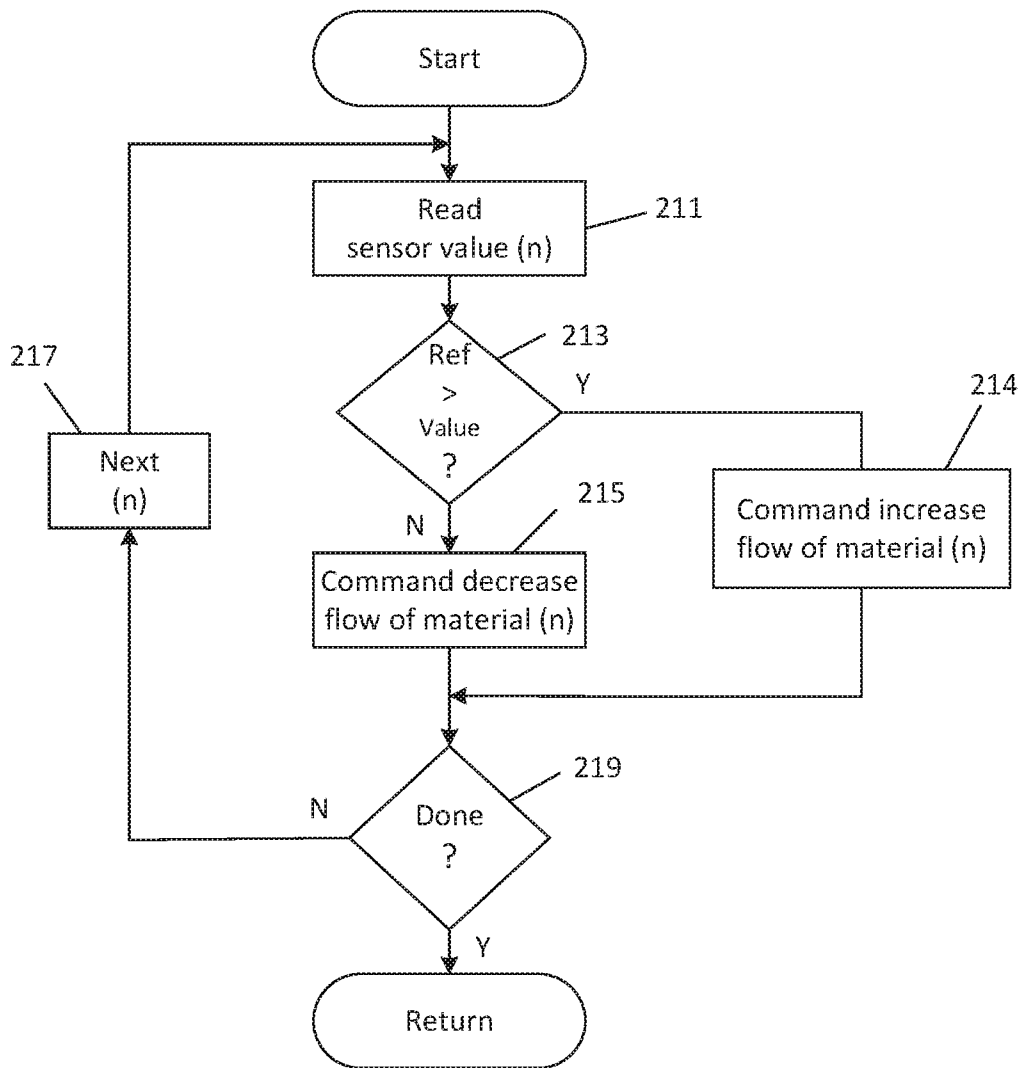 Start
Read
sensor value (n)
211
Ref
>
Value
?
213
Y
214
217
Next
(n)
N
215
Command increase
flow of material (n)
Command decrease
flow of material (n)
219
N
Done
?
Y
Return